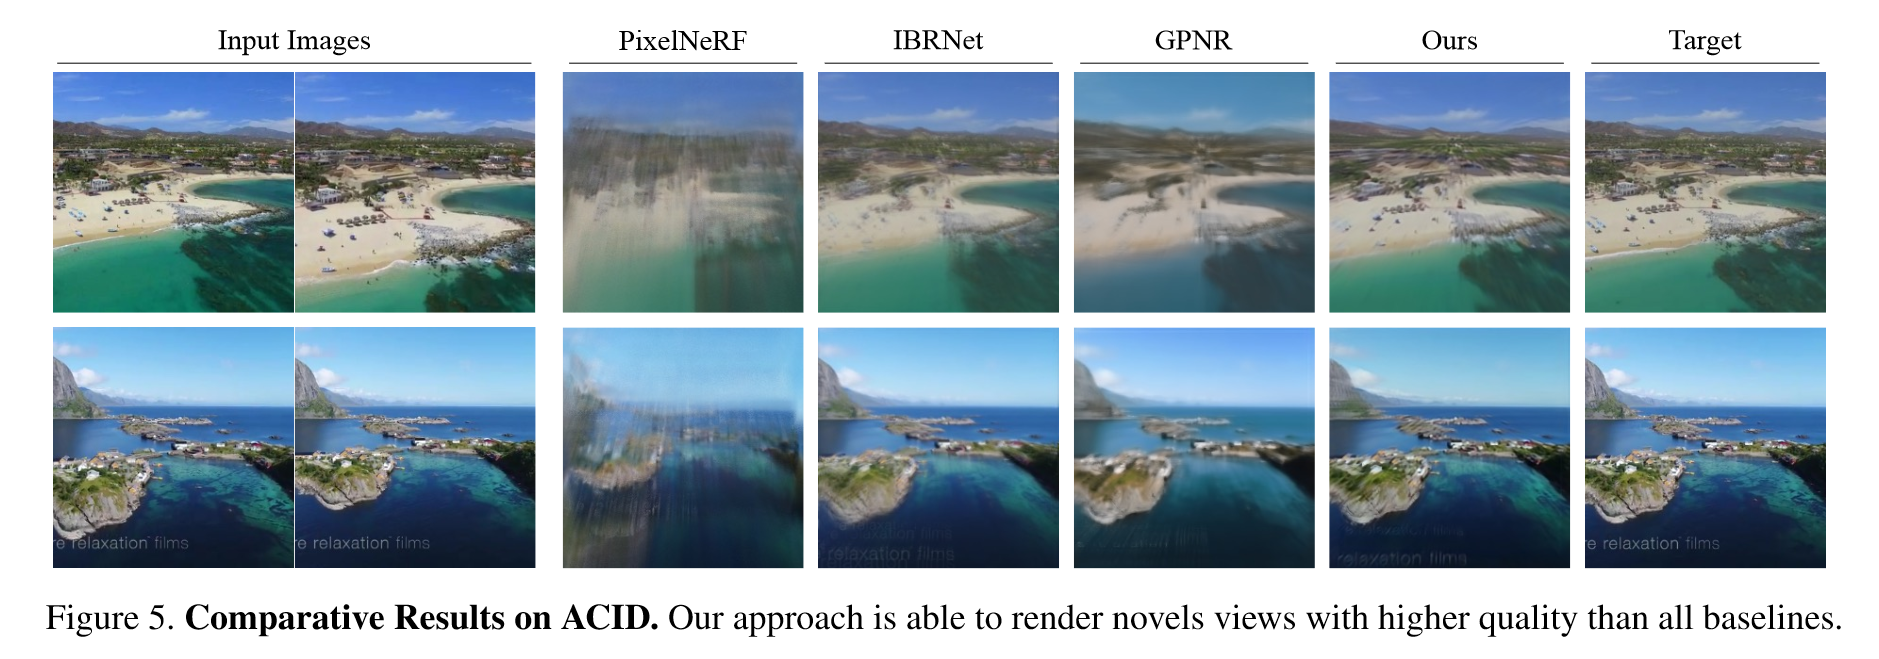 Input Images PixelNeRF IBRNet GPNR Ours Target
re relaxation films
re relaxation films
relaxation films
relaxation films
re relaxation films
Figure 5. Comparative Results on ACID. Our approach is able to render novels views with higher quality than all baselines.